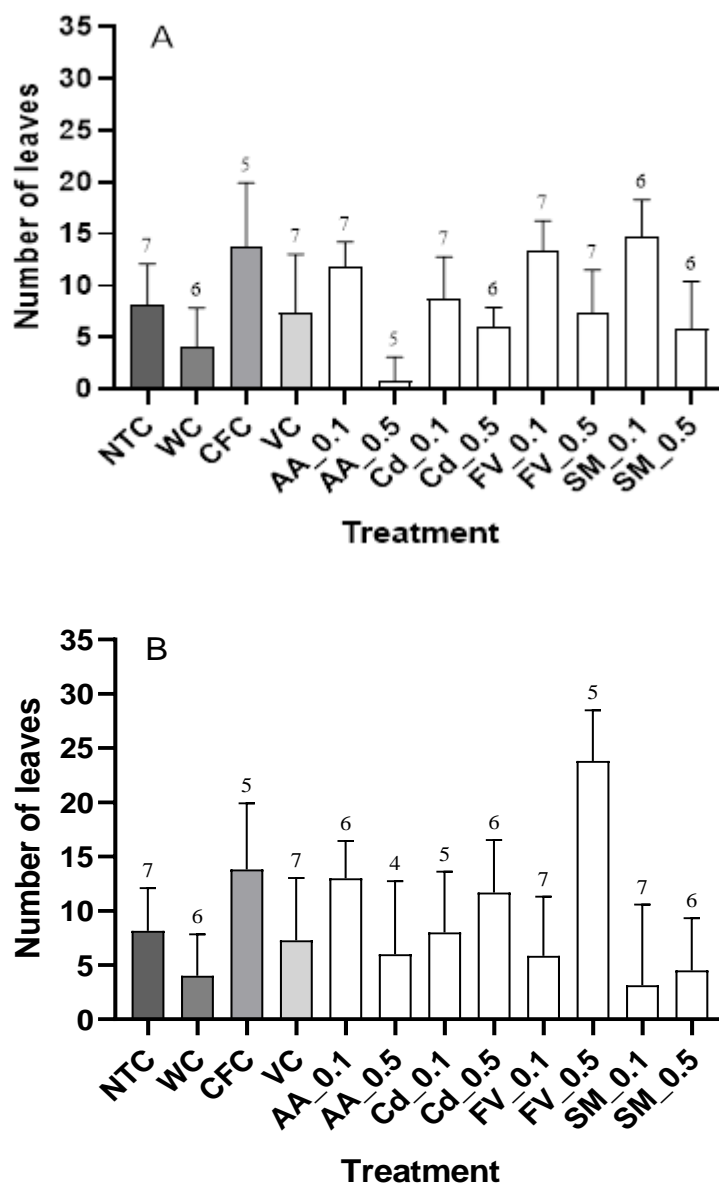 A
Number of leaves
35
30
25
20
15
10
5
0
7
6
5
7
7
5
7
6
7
7
6
6
NTC
WC
CFC
VC
AA_0.1
AA_0.5
Cd_0.1
Cd_0.5
FV_0.1
FV_0.5
SM_0.1
SM_0.5
Treatment
B
Number of leaves
35
30
25
20
15
10
5
0
7
6
5
7
6
4
5
6
7
5
7
6
NTC
WC
CFC
VC
AA_0.1
AA_0.5
Cd_0.1
Cd_0.5
FV_0.1
FV_0.5
SM_0.1
SM_0.5
Treatment